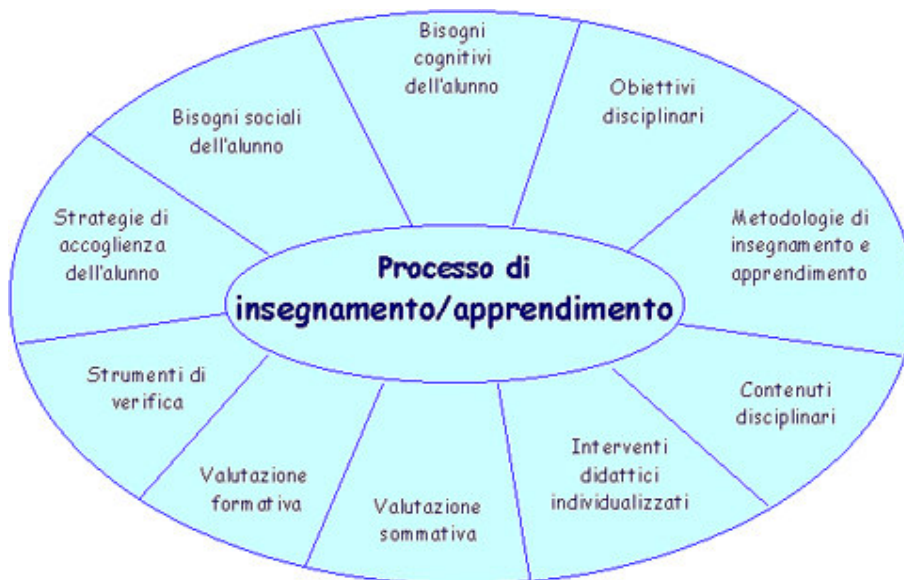 Bisogni
cognitivi
dell'alunno
Obiettivi
disciplinari
Metodologie di
insegnamento e
apprendimento
Contenuti
disciplinari
Interventi
didattici
individualizzati
Valutazione
sommativa
Valutazione
formativa
Strumenti di
verifica
Strategie di
accoglienza
dell'alunno
Bisogni sociali
dell'alunno
Processo di
insegnamento/apprendimento